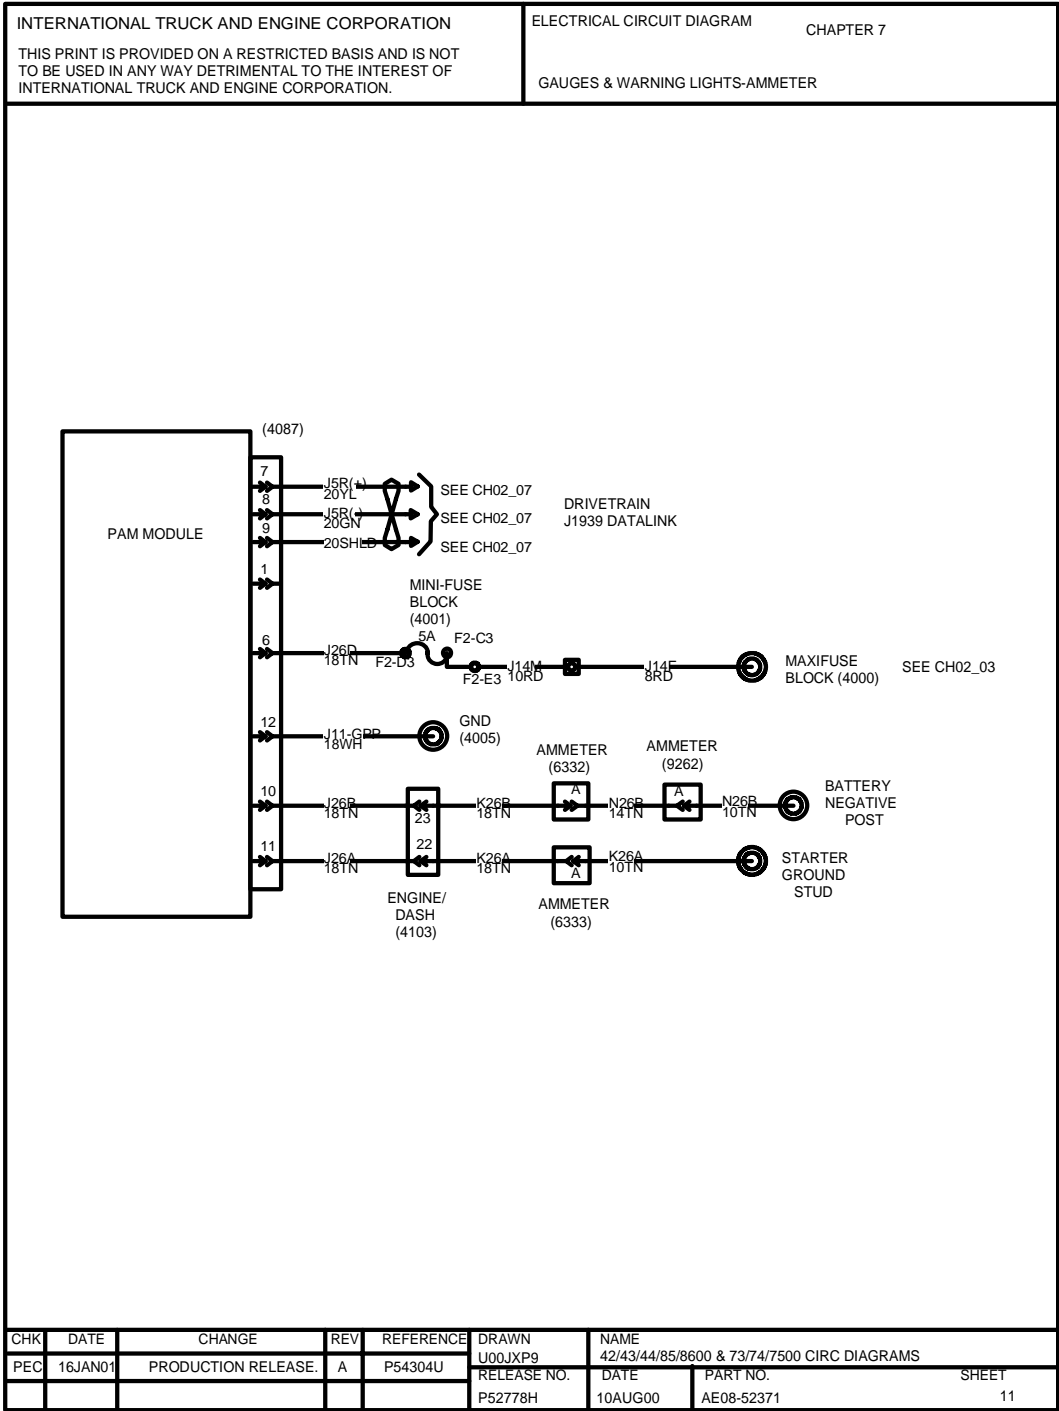 INTERNATIONAL TRUCK AND ENGINE CORPORATION
THIS PRINT IS PROVIDED ON A RESTRICTED BASIS AND IS NOT
TO BE USED IN ANY WAY DETRIMENTAL TO THE INTEREST OF
INTERNATIONAL TRUCK AND ENGINE CORPORATION.
ELECTRICAL CIRCUIT DIAGRAM
CHAPTER 7
GAUGES & WARNING LIGHTS-AMMETER
(4087)
PAM MODULE
7
J5R(+)
20YL
SEE CH02_07
8
J5R(-)
20GN
SEE CH02_07
9
20SHLD
SEE CH02_07
DRIVETRAIN
J1939 DATALINK
1
MINI-FUSE
BLOCK
(4001)
5A
6
J26D
18TN
F2-D3
F2-C3
F2-E3
J14M
10RD
J14F
8RD
MAXIFUSE
BLOCK (4000)
SEE CH02_03
12
J11-GPP
18WH
GND
(4005)
AMMETER
(6332)
AMMETER
(9262)
10
J26B
18TN
23
K26B
18TN
A
N26B
14TN
A
N26B
10TN
BATTERY
NEGATIVE
POST
11
J26A
18TN
22
K26A
18TN
A
K26A
10TN
STARTER
GROUND
STUD
ENGINE/
DASH
(4103)
AMMETER
(6333)
CHK DATE CHANGE REV REFERENCE
PEC 16JAN01 PRODUCTION RELEASE. A P54304U
DRAWN
U00JXP9
NAME
42/43/44/85/8600 & 73/74/7500 CIRC DIAGRAMS
RELEASE NO.
P52778H
DATE
10AUG00
PART NO.
AE08-52371
SHEET
11